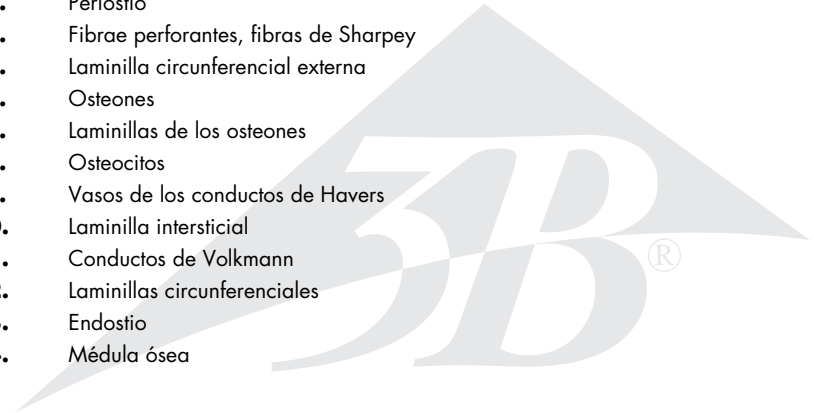 Periostio
Fibrae perforantes, fibras de Sharpey
Laminilla circunferencial externa
Osteones
Laminillas de los osteones
Osteocitos
Vasos de los conductos de Havers
Laminilla intersticial
Conductos de Volkmann
Laminillas circunferenciales
Endostio
Médula ósea
3B®